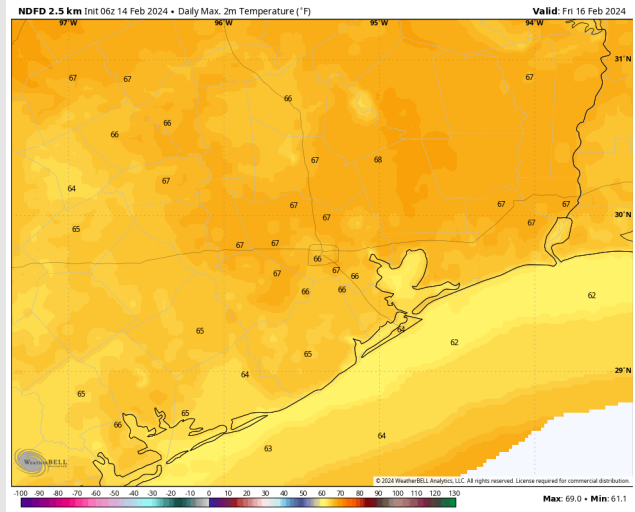 NDFD 2.5 km Init 06z 14 Feb 2024 • Daily Max. 2m Temperature (°F)
Valid: Fri 16 Feb 2024
97°W 96°W 95°W 94°W
31°N
67 67 67
66
66
66
67 68
67
64
67 67 67
67 67
65
67 67
66
67 67 66
66 66
62
65
64
62
65
64
65
65
66
64
63
29°N
30°N
WeatherBELL
© 2024 WeatherBELL Analytics, LLC. All rights reserved. License required for commercial distribution.
-100 -90 -80 -70 -60 -50 -40 -30 -20 -10 0 10 20 30 40 50 60 70 80 90 100 110 120 130
Max: 69.0 • Min: 61.1